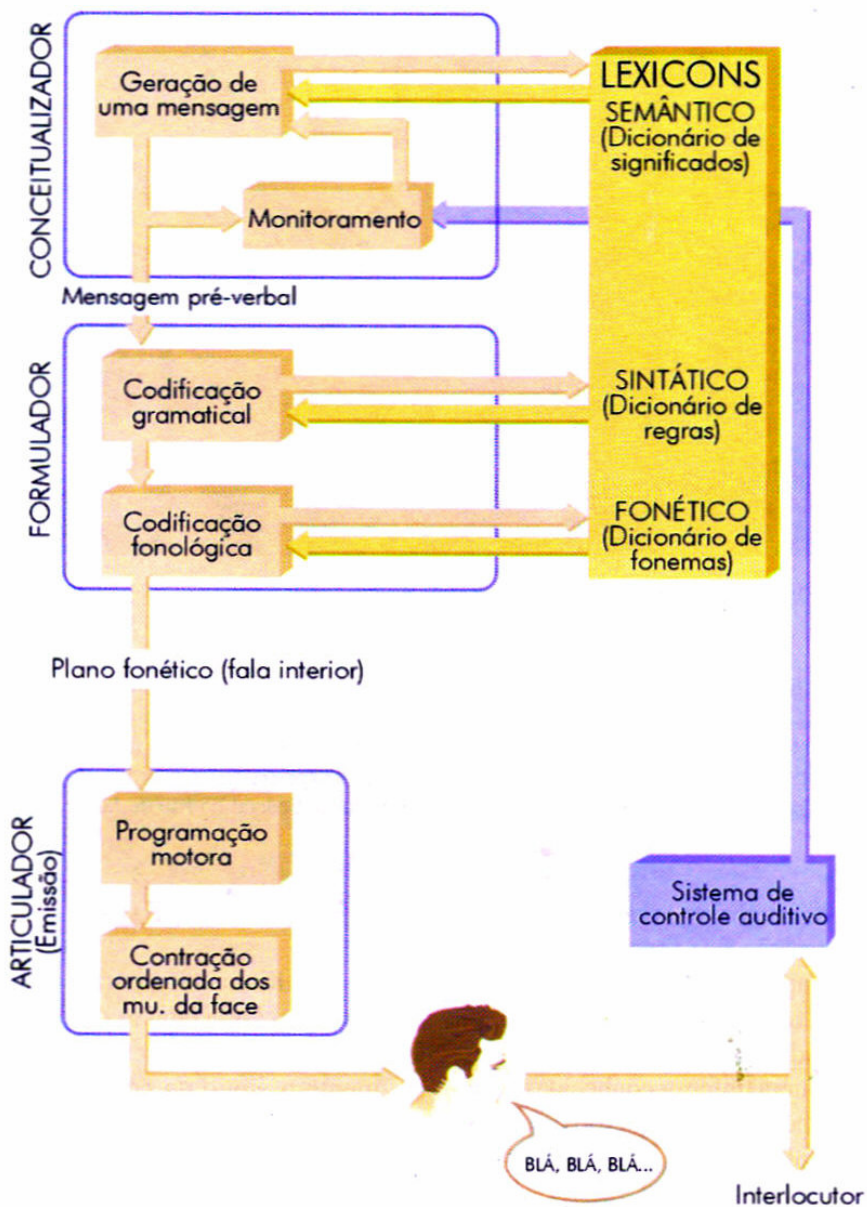 CONCEITUALIZADOR
Geração de
uma mensagem
Monitoramento
LEXICONS
SEMÂNTICO
(Dicionário de
significados)
Mensagem pré-verbal
FORMULADOR
Codificação
gramatical
SINTÁTICO
(Dicionário de
regras)
Codificação
fonológica
FONÉTICO
(Dicionário de
fonemas)
Plano fonético (fala interior)
ARTICULADOR
(Emissão)
Programação
motora
Contração
ordenada dos
mu. da face
Sistema de
controle auditivo
BLÁ, BLÁ, BLÁ...
Interlocutor